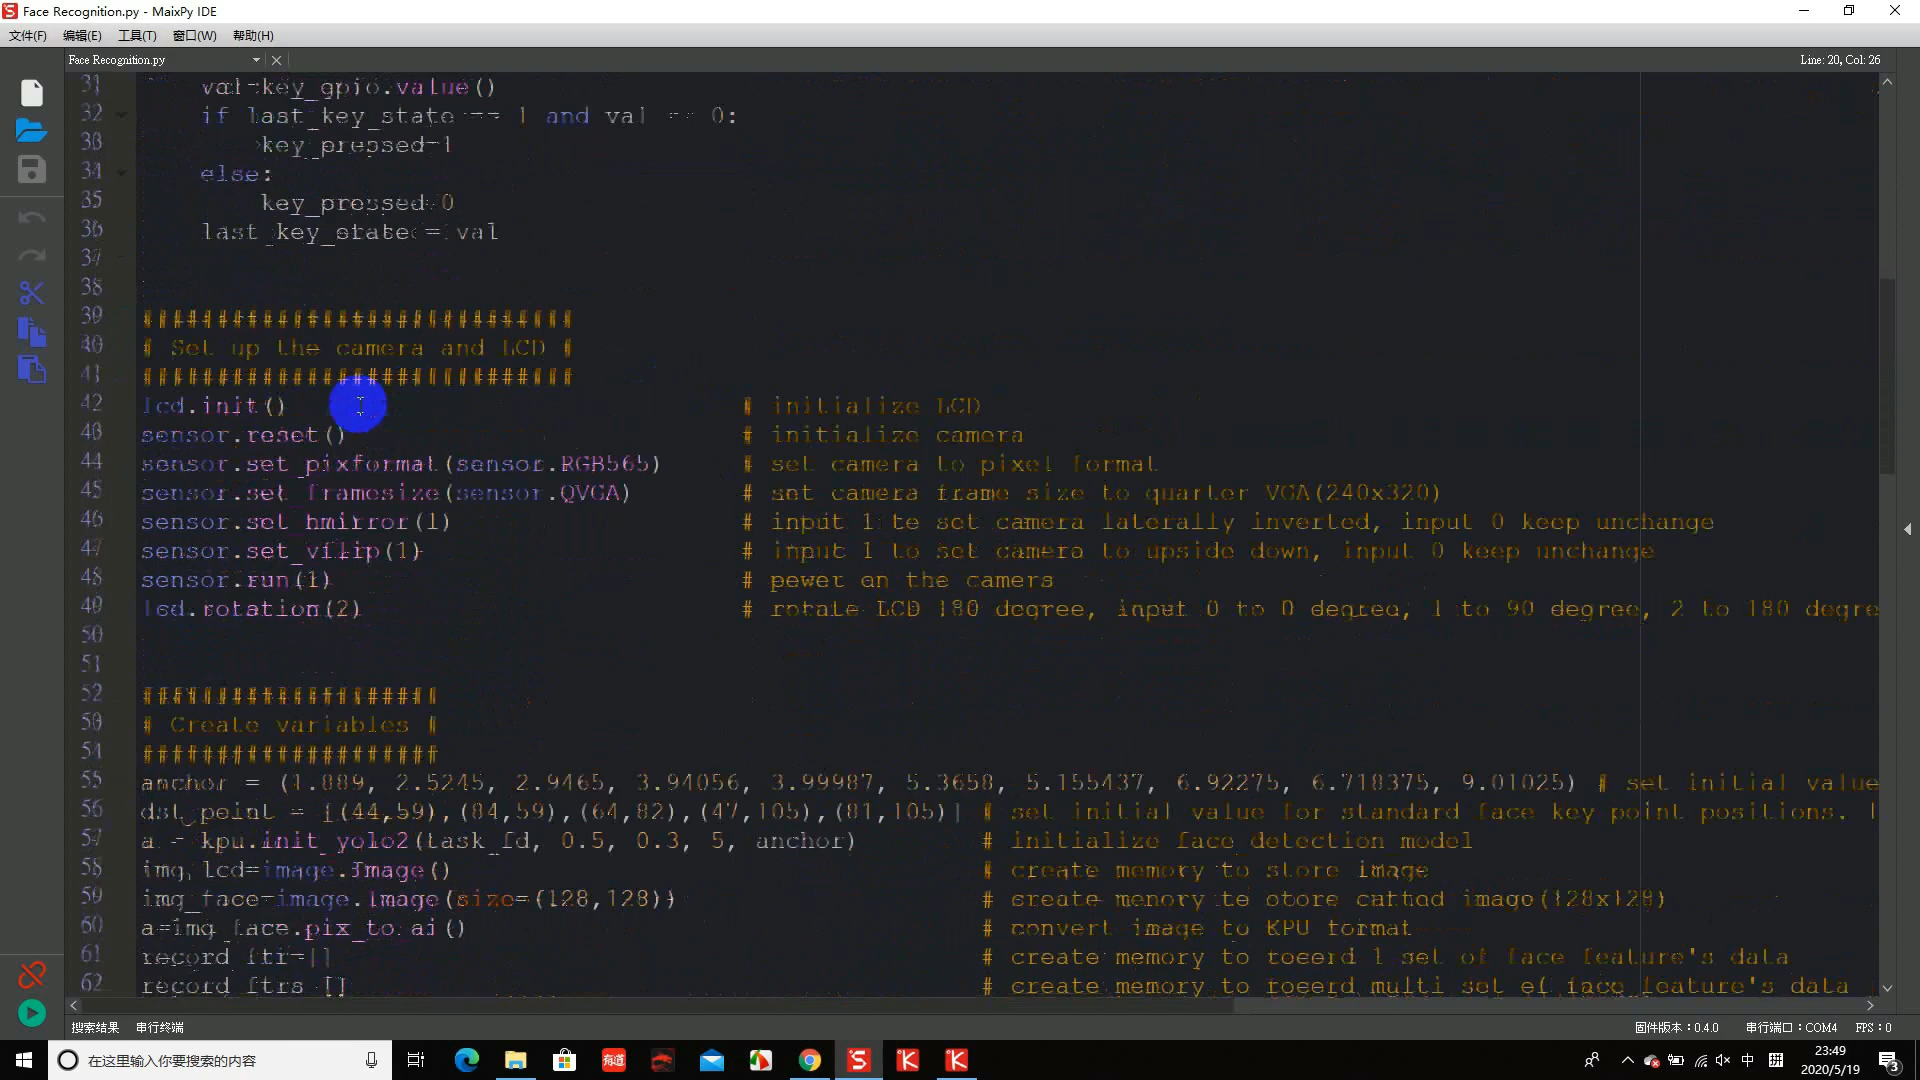 Face Recognition.py - MaixPy IDE
文件(F) 编辑(E) 工具(T) 窗口(W) 帮助(H)
Face Recognition.py
Line: 20, Col: 26
31 val=key_gpio.value()
32 if last_key_state == 1 and val == 0:
33 key_pressed=1
34 else:
35 key_pressed=0
36 last_key_state = val
37
38
39 #############################
40 # Set up the camera and LCD #
41 #############################
42 lcd.init() # initialize LCD
43 sensor.reset() # initialize camera
44 sensor.set_pixformat(sensor.RGB565) # set camera to pixel format
45 sensor.set_framesize(sensor.QVGA) # set camera frame size to quarter VGA(240x320)
46 sensor.set_hmirror(1) # input 1 to set camera laterally inverted, input 0 keep unchange
47 sensor.set_vflip(1) # input 1 to set camera to upside down, input 0 keep unchange
48 sensor.run(1) # power on the camera
49 lcd.rotation(2) # rotate LCD 180 degree, input 0 to 0 degree, 1 to 90 degree, 2 to 180 degre
50
51
52 ####################
53 # Create variables #
54 ####################
55 anchor = (1.889, 2.5245, 2.9465, 3.94056, 3.99987, 5.3658, 5.155437, 6.92275, 6.718375, 9.01025) # set initial value
56 dst_point = [(44,59),(84,59),(64,82),(47,105),(81,105)] # set initial value for standard face key point positions.
57 a = kpu.init_yolo2(task_fd, 0.5, 0.3, 5, anchor) # initialize face detection model
58 img_lcd=image.Image() # create memory to store image
59 img_face=image.Image(size=(128,128)) # create memory to store cutted image(128x128)
60 a=img_face.pix_to_ai() # convert image to KPU format
61 record_ftr=[] # create memory to record 1 set of face feature's data
62 record_ftrs=[] # create memory to record multi set of face feature's data
搜索结果 串行终端
固件版本：0.4.0 串行端口：COM4 FPS：0
在这里输入你要搜索的内容
有道
中
拼
23:49
2020/5/19
3